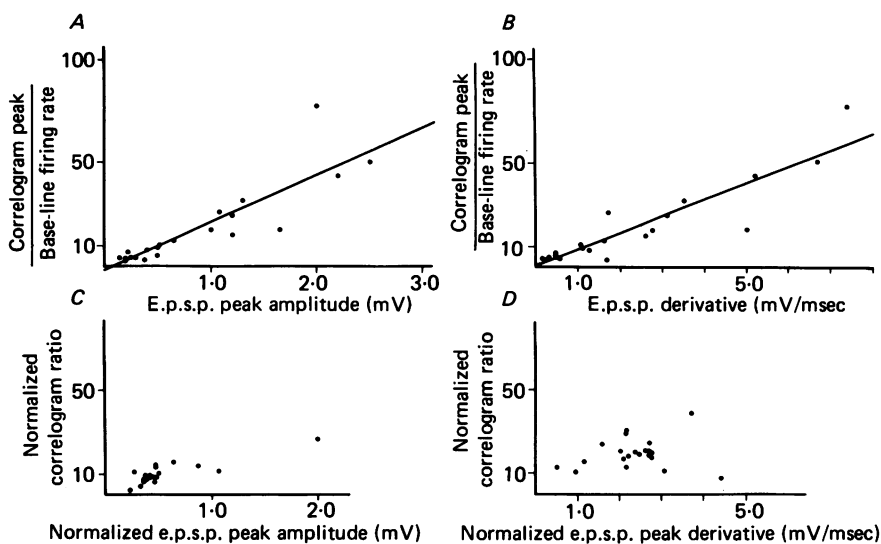 A
Correlogram peak
Base-line firing rate
100
50
10
1·0
2·0
3·0
E.p.s.p. peak amplitude (mV)
B
Correlogram peak
Base-line firing rate
100
50
10
1·0
5·0
E.p.s.p. derivative (mV/msec
C
Normalized
correlogram ratio
50
10
1·0
2·0
Normalized e.p.s.p. peak amplitude (mV)
D
Normalized
correlogram ratio
50
10
1·0
5·0
Normalized e.p.s.p. peak derivative (mV/msec)